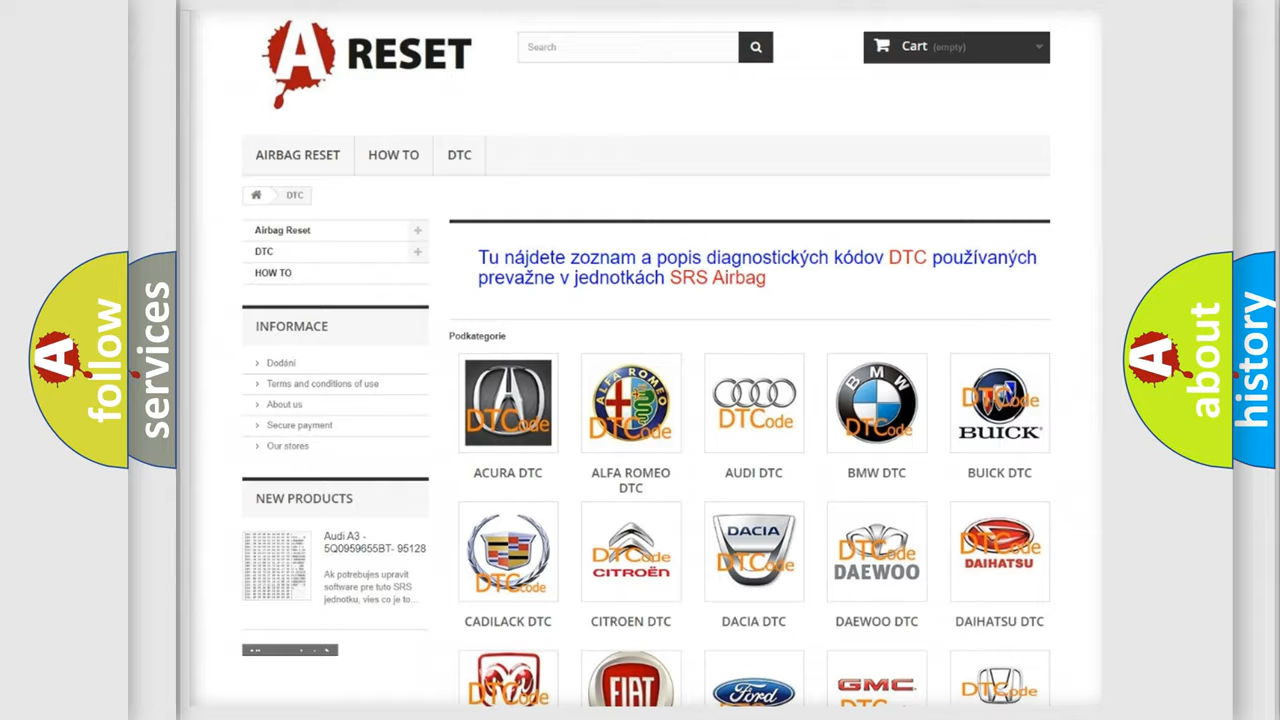 A RESET
Search
Cart (empty)
AIRBAG RESET
HOW TO
DTC
DTC
Airbag Reset
DTC
HOW TO
INFORMACE
Dodání
Terms and conditions of use
About us
Secure payment
Our stores
NEW PRODUCTS
Audi A3 -
5Q0959655BT- 95128
Ak potrebujes upravit
software pre tuto SRS
jednotku, vies co je to...
Tu nájdete zoznam a popis diagnostických kódov DTC používaných
prevažne v jednotkách SRS Airbag
Podkategorie
DTCode
ALFA ROMEO
DTCode
DTCode
BMW
DTCode
DTCode
BUICK
ACURA DTC
ALFA ROMEO
DTC
AUDI DTC
BMW DTC
BUICK DTC
DTCode
DTCode
CITROËN
DACIA
DTCode
DTCode
DAEWOO
DTCode
DAIHATSU
CADILACK DTC
CITROEN DTC
DACIA DTC
DAEWOO DTC
DAIHATSU DTC
DTCode
FIAT
Ford
GMC
DTCode
A follow
services
A about
history